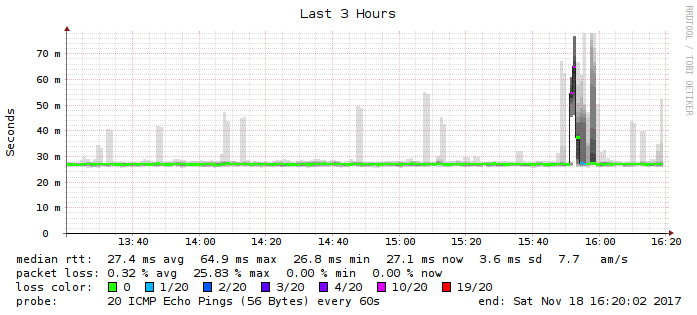 Last 3 Hours
RRDTOOL / TOBI OETIKER
Seconds
70 m
60 m
50 m
40 m
30 m
20 m
10 m
0
13:40 14:00 14:20 14:40 15:00 15:20 15:40 16:00 16:20
median rtt: 27.4 ms avg 64.9 ms max 26.8 ms min 27.1 ms now 3.6 ms sd 7.7 am/s
packet loss: 0.32 % avg 25.83 % max 0.00 % min 0.00 % now
loss color: 0 1/20 2/20 3/20 4/20 10/20 19/20
probe: 20 ICMP Echo Pings (56 Bytes) every 60s end: Sat Nov 18 16:20:02 2017